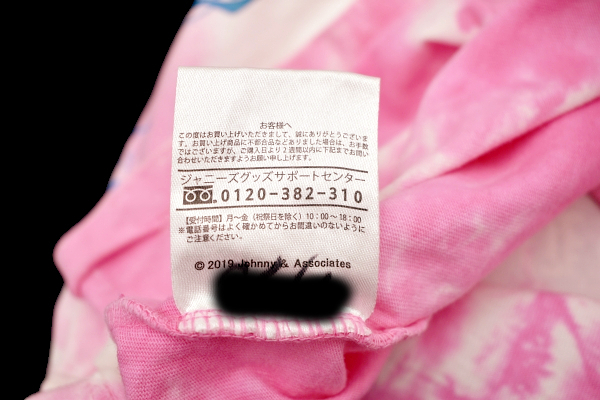 お客様へ
この度はお買い上げいただきまして、誠にありがとうございま
す。お買い上げ商品に不都合品などありました場合は、お手数
ではございますが、ご購入日より2週間以内に下記までお問い
合わせいただきますようお願い申し上げます。
ジャニーズグッズサポートセンター
0120-382-310
【受付時間】月〜金(祝祭日を除く)10:00〜18:00
※電話番号はよく確かめてからお間違いのないように
ご注意ください。
© 2019 Johnny & Associates